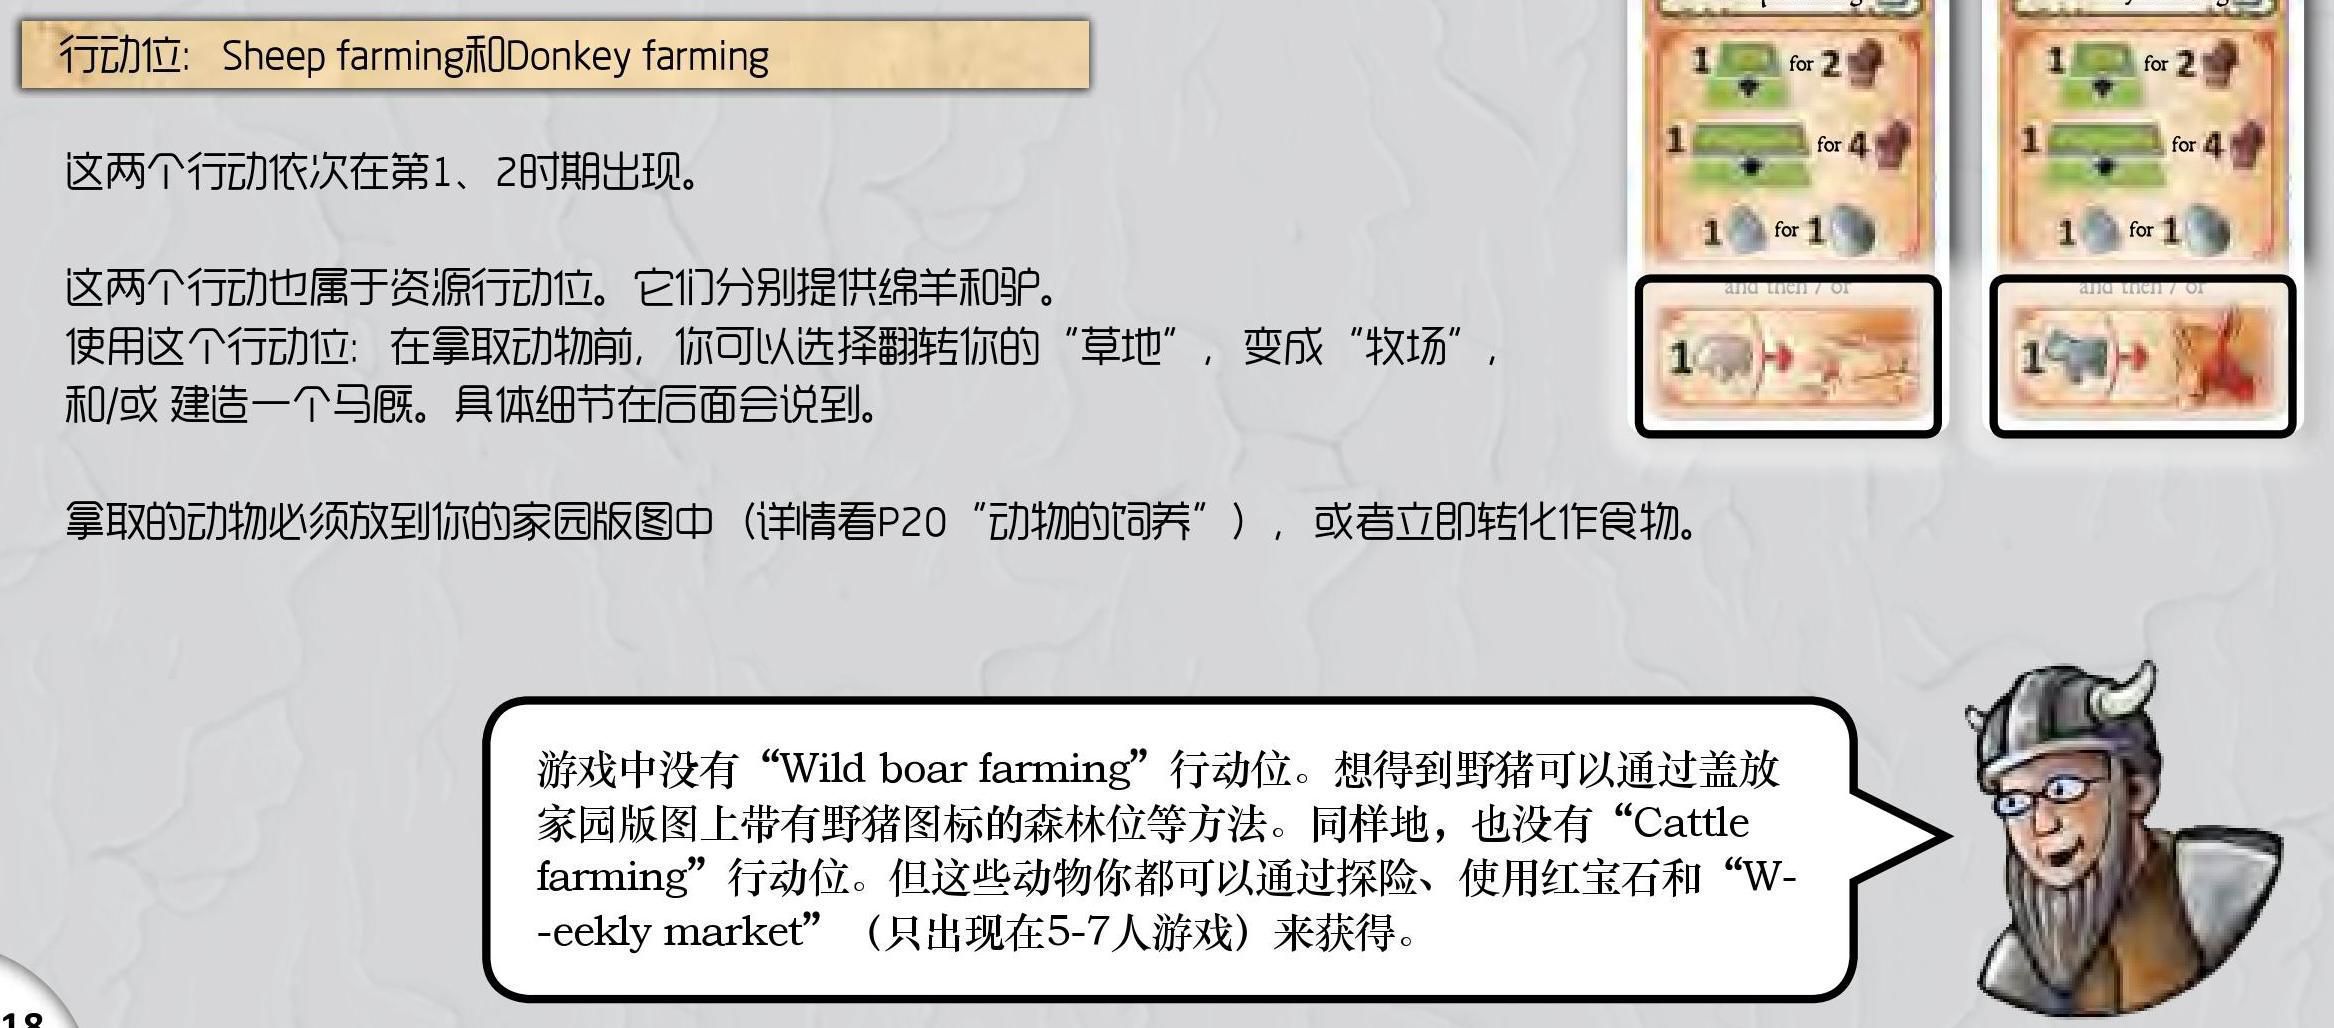 行动位: Sheep farming和Donkey farming
这两个行动依次在第1、2时期出现。
这两个行动也属于资源行动位。它们分别提供绵羊和驴。
使用这个行动位: 在拿取动物前, 你可以选择翻转你的“草地”, 变成“牧场”,
和/或 建造一个马厩。具体细节在后面会说到。
拿取的动物必须放到你的家园版图中（详情看P20“动物的饲养”）, 或者立即转化作食物。
1 for 2
1 for 4
1 for 1
and then / or
1
1 for 2
1 for 4
1 for 1
and then / or
1
游戏中没有“Wild boar farming”行动位。想得到野猪可以通过盖放
家园版图上带有野猪图标的森林位等方法。同样地，也没有“Cattle
farming”行动位。但这些动物你都可以通过探险、使用红宝石和“W-
-eekly market”（只出现在5-7人游戏）来获得。
18